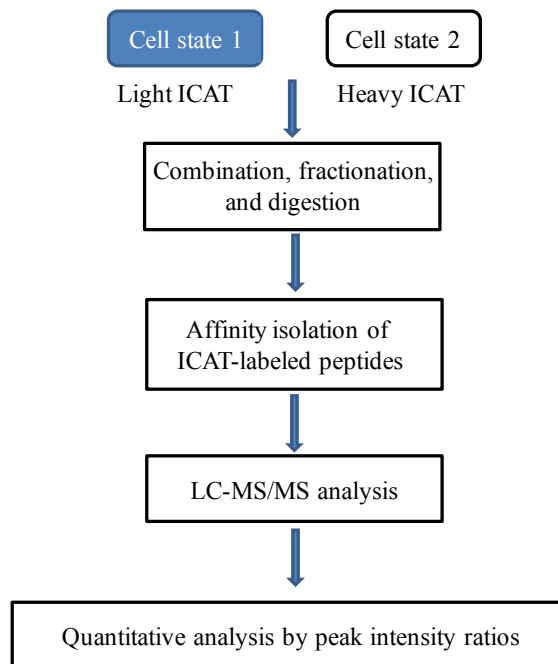 Cell state 1
Cell state 2
Light ICAT
Heavy ICAT
Combination, fractionation,
and digestion
Affinity isolation of
ICAT-labeled peptides
LC-MS/MS analysis
Quantitative analysis by peak intensity ratios